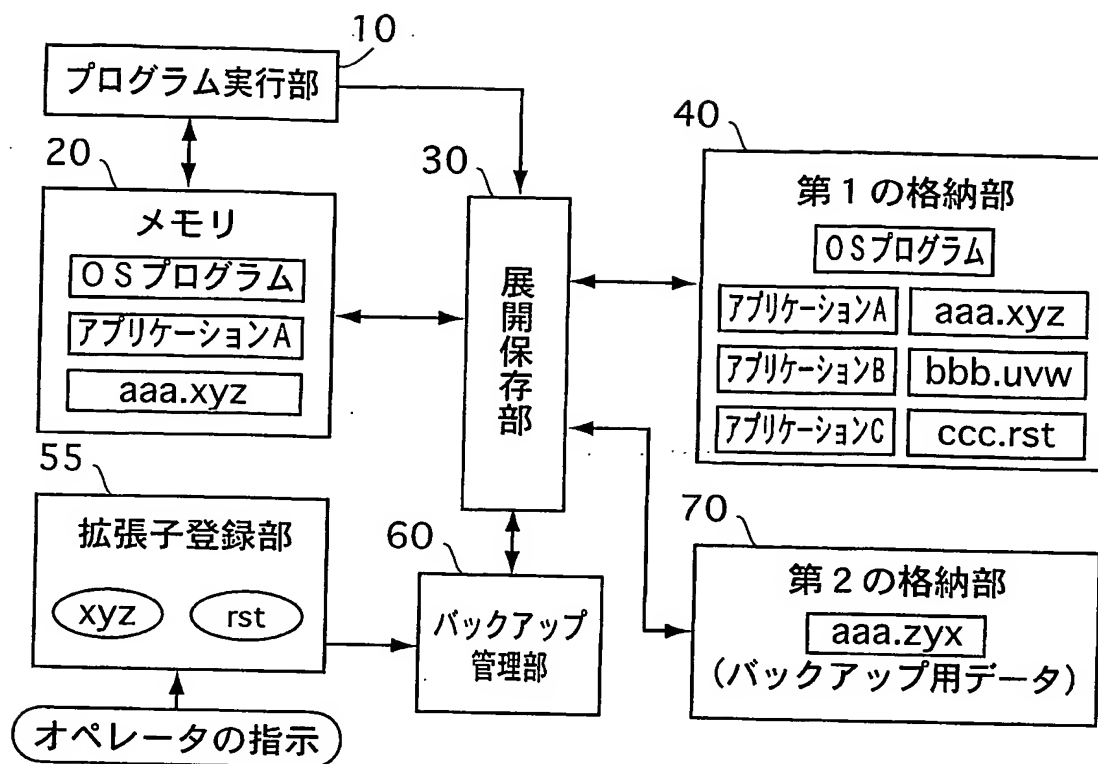 10
プログラム実行部
20
メモリ
OSプログラム
アプリケーションA
aaa.xyz
30
展開保存部
40
第1の格納部
OSプログラム
アプリケーションA
aaa.xyz
アプリケーションB
bbb.uvw
アプリケーションC
ccc.rst
55
拡張子登録部
xyz
rst
60
バックアップ
管理部
70
第2の格納部
aaa.zyx
(バックアップ用データ)
オペレータの指示